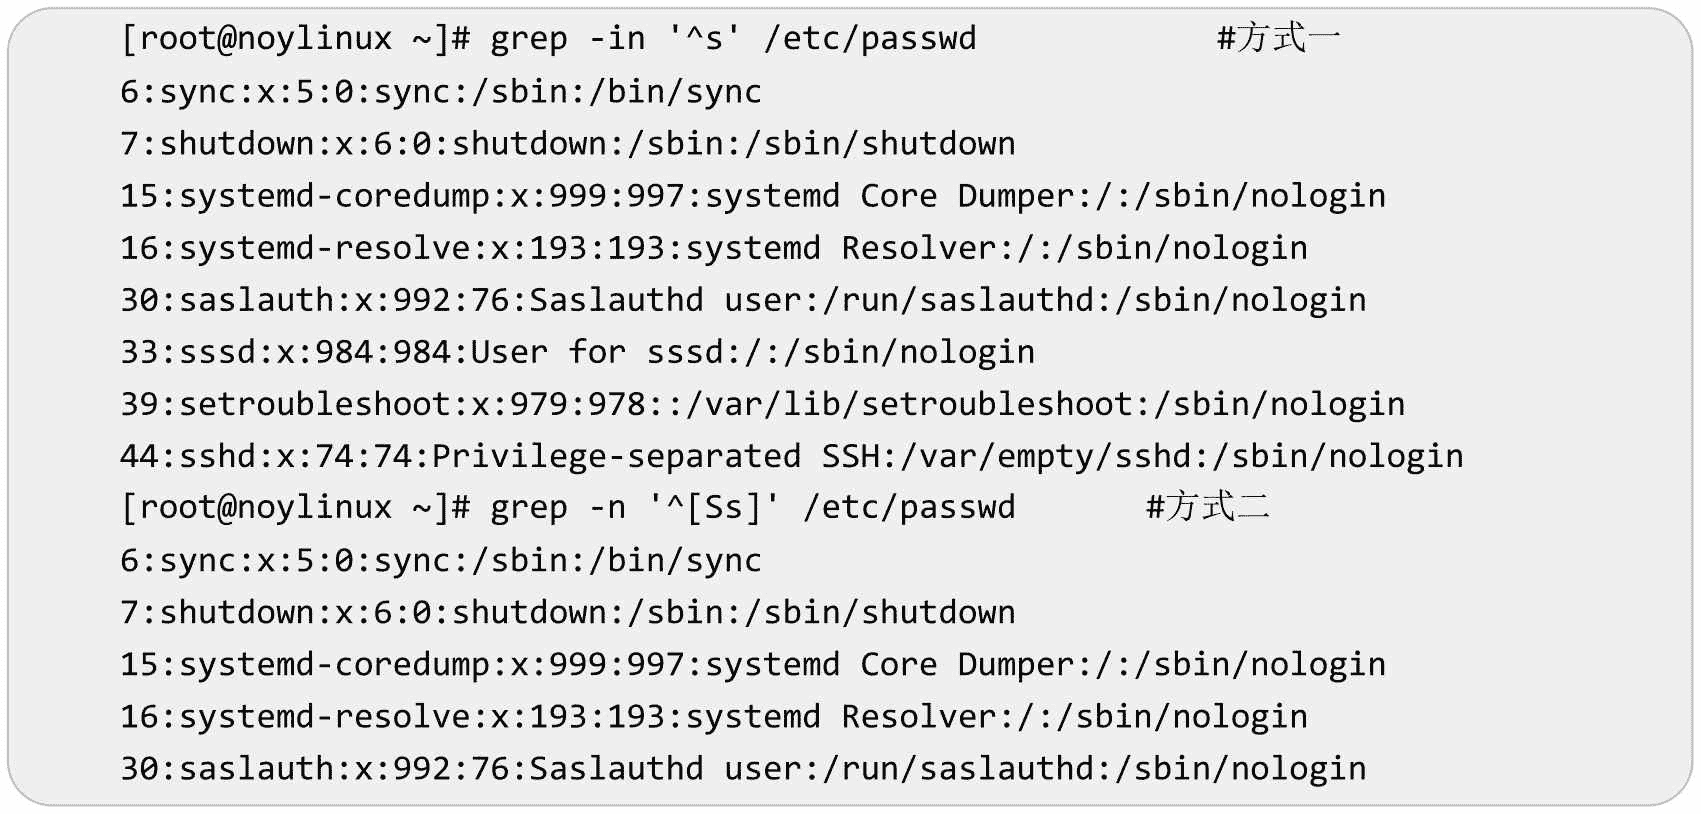 [root@noylinux ~]# grep -in '^s' /etc/passwd #方式一
6:sync:x:5:0:sync:/sbin:/bin/sync
7:shutdown:x:6:0:shutdown:/sbin:/sbin/shutdown
15:systemd-coredump:x:999:997:systemd Core Dumper:/:/sbin/nologin
16:systemd-resolve:x:193:193:systemd Resolver:/:/sbin/nologin
30:saslauth:x:992:76:Saslauthd user:/run/saslauthd:/sbin/nologin
33:sssd:x:984:984:User for sssd:/:/sbin/nologin
39:setroubleshoot:x:979:978::/var/lib/setroubleshoot:/sbin/nologin
44:sshd:x:74:74:Privilege-separated SSH:/var/empty/sshd:/sbin/nologin
[root@noylinux ~]# grep -n '^[Ss]' /etc/passwd #方式二
6:sync:x:5:0:sync:/sbin:/bin/sync
7:shutdown:x:6:0:shutdown:/sbin:/sbin/shutdown
15:systemd-coredump:x:999:997:systemd Core Dumper:/:/sbin/nologin
16:systemd-resolve:x:193:193:systemd Resolver:/:/sbin/nologin
30:saslauth:x:992:76:Saslauthd user:/run/saslauthd:/sbin/nologin